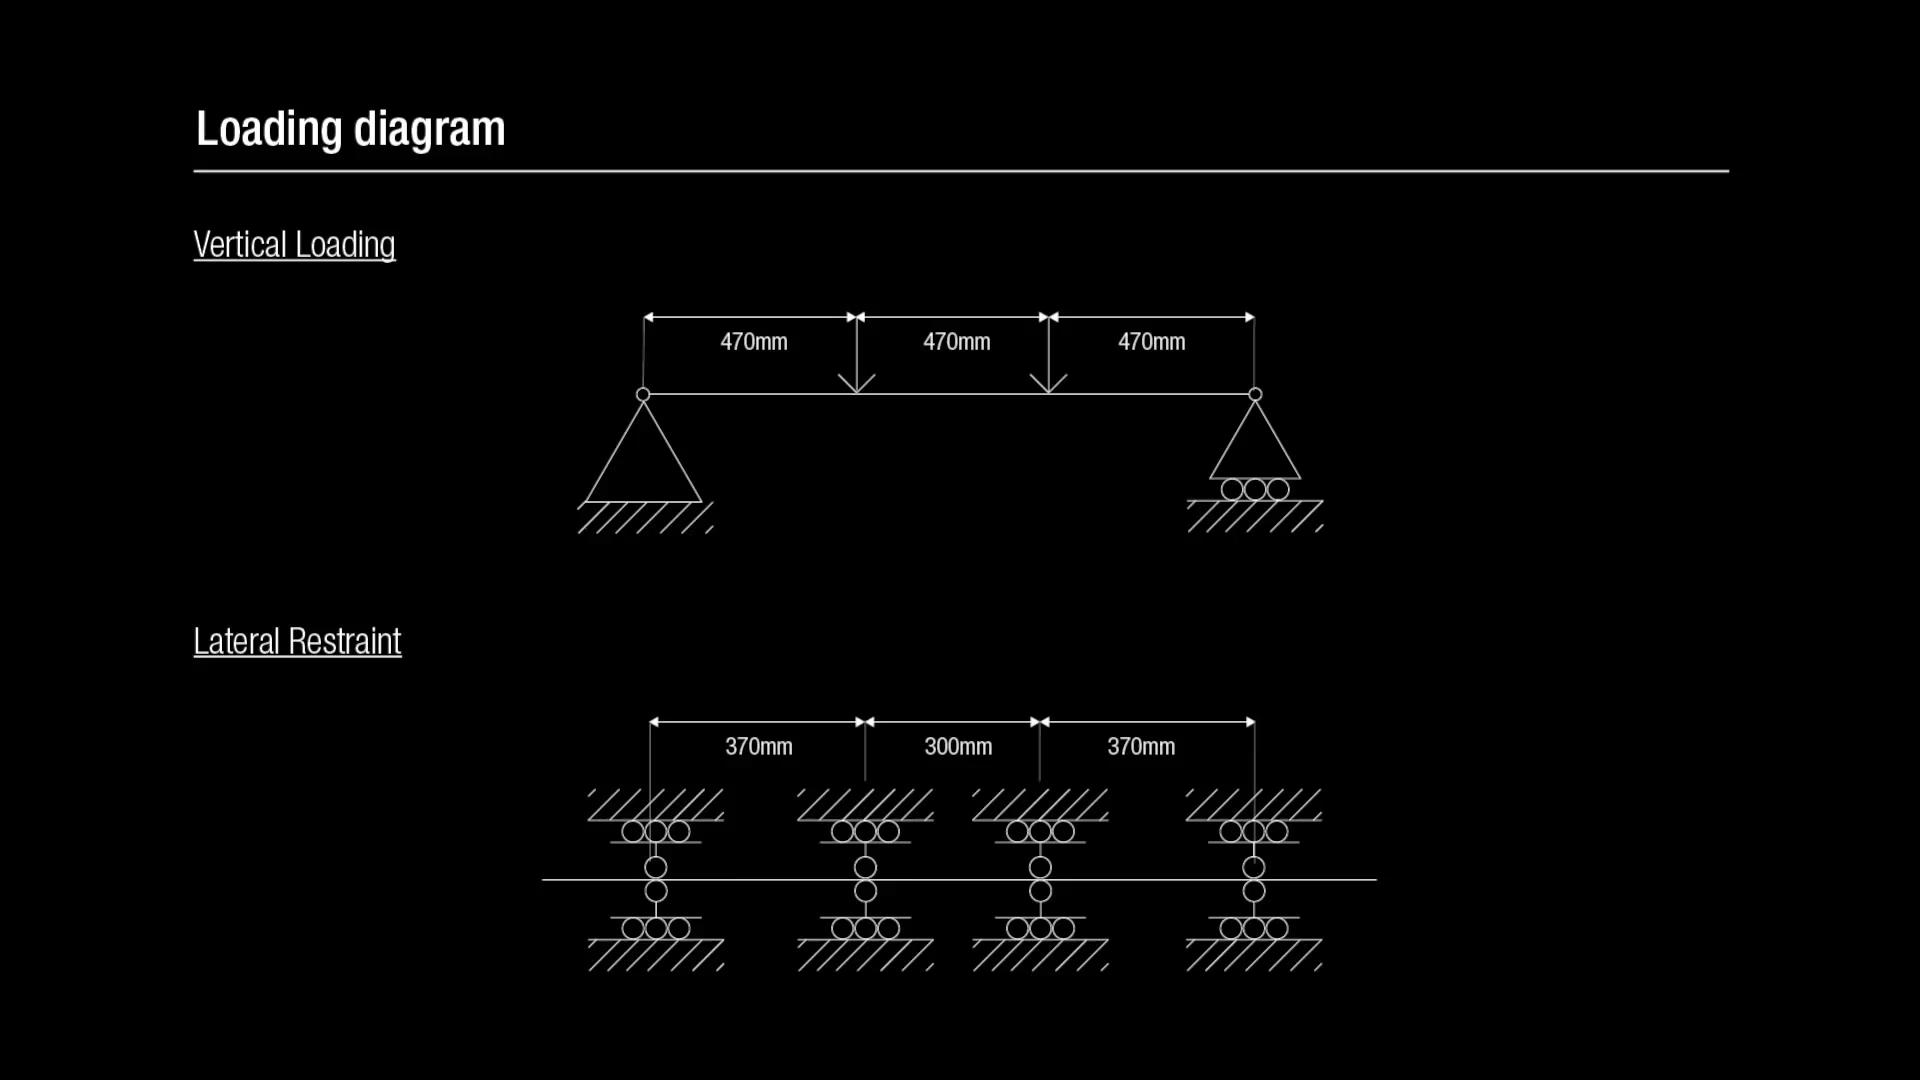 Loading diagram
Vertical Loading
470mm 470mm 470mm
Lateral Restraint
370mm 300mm 370mm